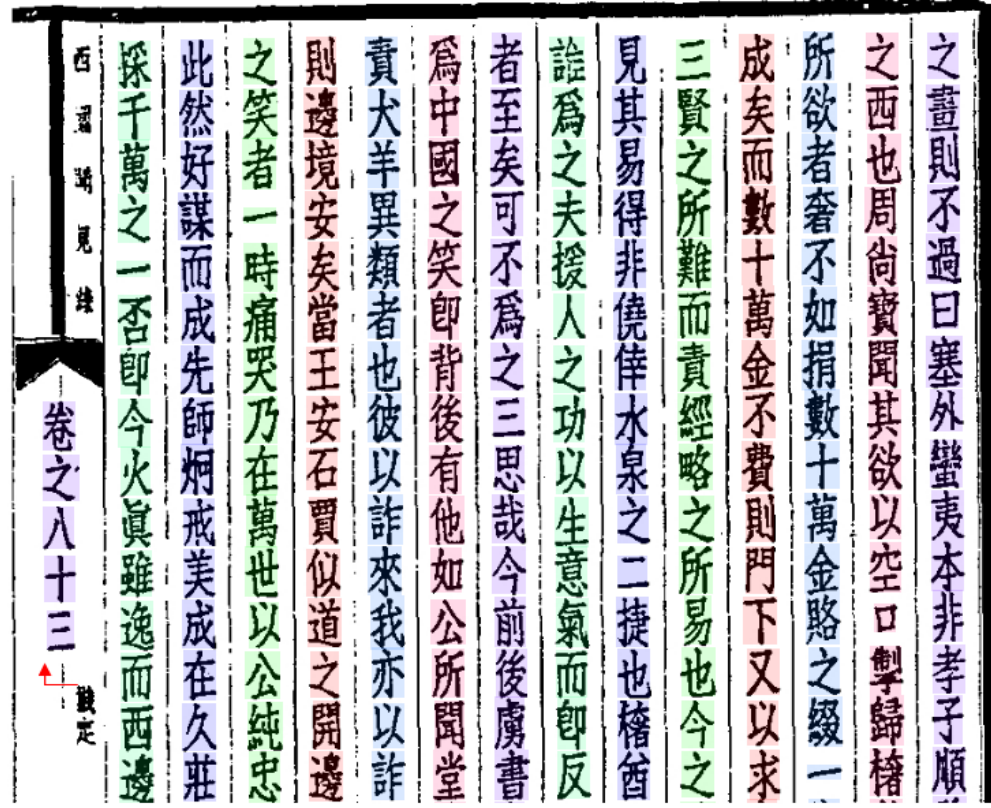 之畫則不過曰塞外蠻夷本非孝子順
之西也周尙寶聞其欲以空口掣歸㯭
所欲者奢不如捐數十萬金賂之綴一
成矣而數十萬金不費則門下又以求
三賢之所難而責經略之所易也今之
見其易得非僥倖水泉之二捷也㯭酋
詆爲之夫援人之功以生意氣而卽反
者至矣可不爲之三思哉今前後虜書
爲中國之笑卽背後有他如公所聞堂
責犬羊異類者也彼以詐來我亦以詐
則邊境安矣當王安石賈似道之開邊
之笑者一時痛哭乃在萬世以公純忠
此然好謀而成先師炯戒美成在久莊
採千萬之一否卽今火眞雖逸而西邊
西 聞見錄
卷之八十三